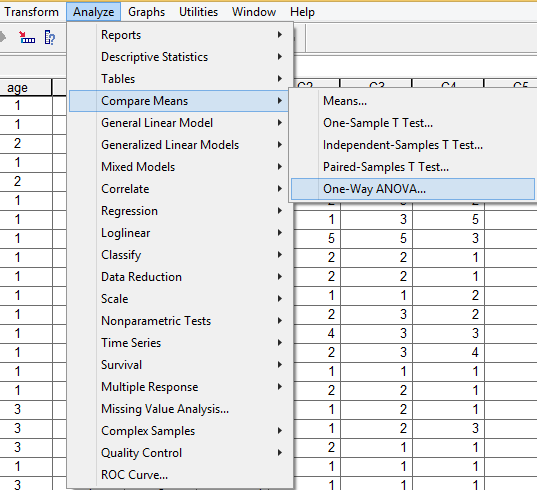 Transform Analyze Graphs Utilities Window Help
Reports
Descriptive Statistics
Tables
Compare Means
General Linear Model
Generalized Linear Models
Mixed Models
Correlate
Regression
Loglinear
Classify
Data Reduction
Scale
Nonparametric Tests
Time Series
Survival
Multiple Response
Missing Value Analysis...
Complex Samples
Quality Control
ROC Curve...
Means...
One-Sample T Test...
Independent-Samples T Test...
Paired-Samples T Test...
One-Way ANOVA...
age C2 C3 C4 C5
1
1
2
1
2
1
1 1 3 5
1 5 5 3
1 2 2 1
1 2 2 1
1 1 1 2
1 2 3 2
1 4 3 3
1 2 3 4
1 1 1 1
1 2 2 1
3 1 2 1
3 1 2 3
3 2 1 1
1 1 1 1
3 1 1 1